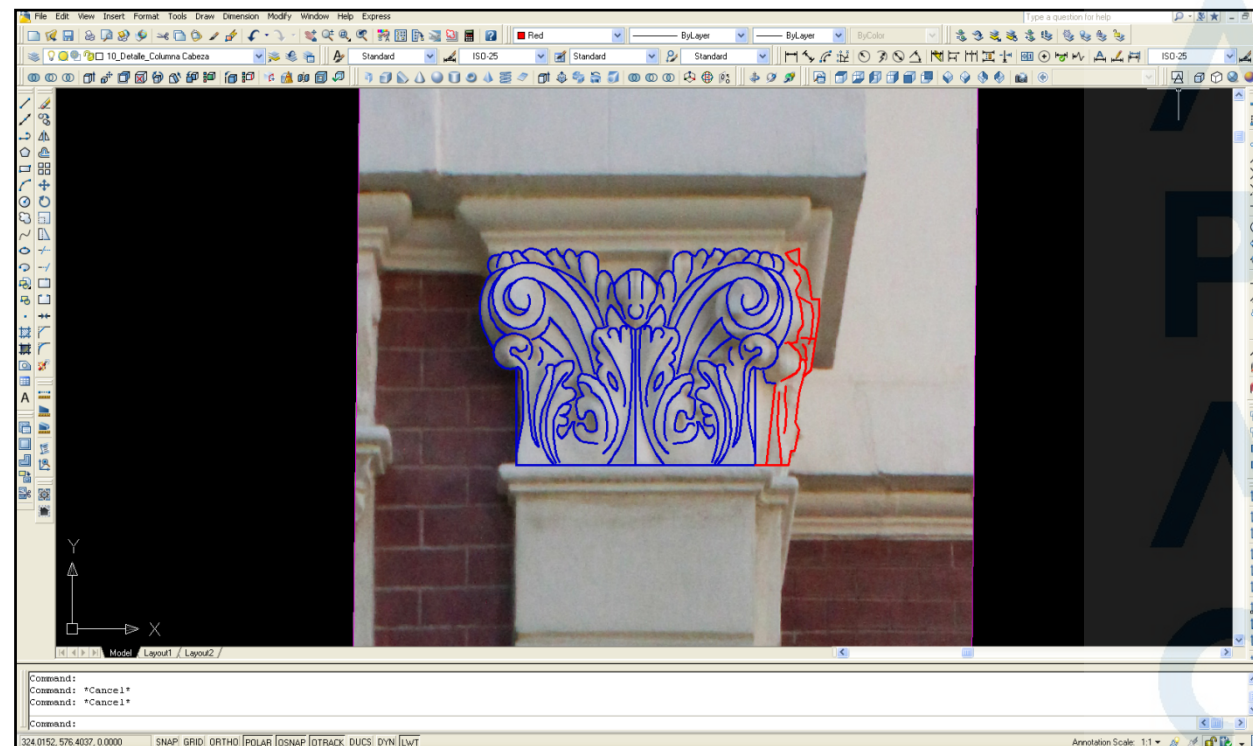 File Edit View Insert Format Tools Draw Dimension Modify Window Help Express Type a question for help
Red ByLayer ByLayer ByColor
10_Detalle_Columna Cabeza Standard ISO-25 Standard Standard ISO-25
A
P
A
Y
X
Model Layout1 Layout2
Command:
Command: *Cancel*
Command: *Cancel*
Command:
324.0152, 576.4037, 0.0000 SNAP GRID ORTHO POLAR OSNAP OTRACK DUCS DYN LWT Annotation Scale: 1:1